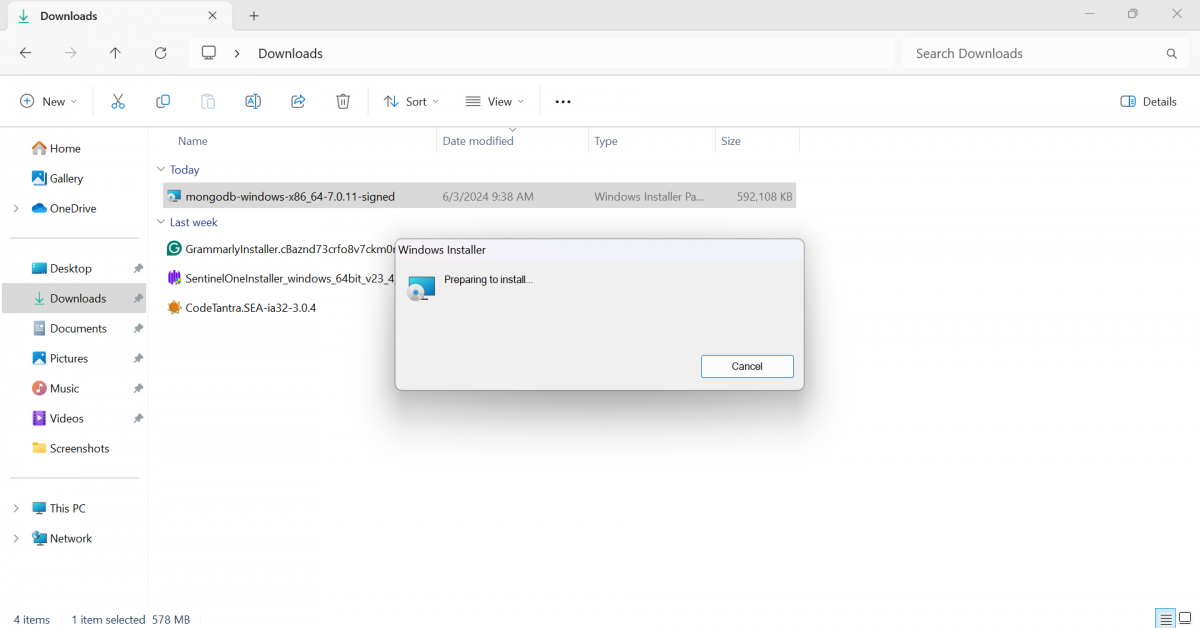 Downloads
Downloads
Search Downloads
New
Sort
View
Details
Name
Date modified
Type
Size
Home
Gallery
OneDrive
Desktop
Downloads
Documents
Pictures
Music
Videos
Screenshots
This PC
Network
Today
mongodb-windows-x86_64-7.0.11-signed 6/3/2024 9:38 AM Windows Installer Pa... 592,108 KB
Last week
GrammarlyInstaller.cBaznd73crfo8v7ckm0
SentinelOneInstaller_windows_64bit_v23_4
CodeTantra.SEA-ia32-3.0.4
Windows Installer
Preparing to install...
Cancel
4 items 1 item selected 578 MB